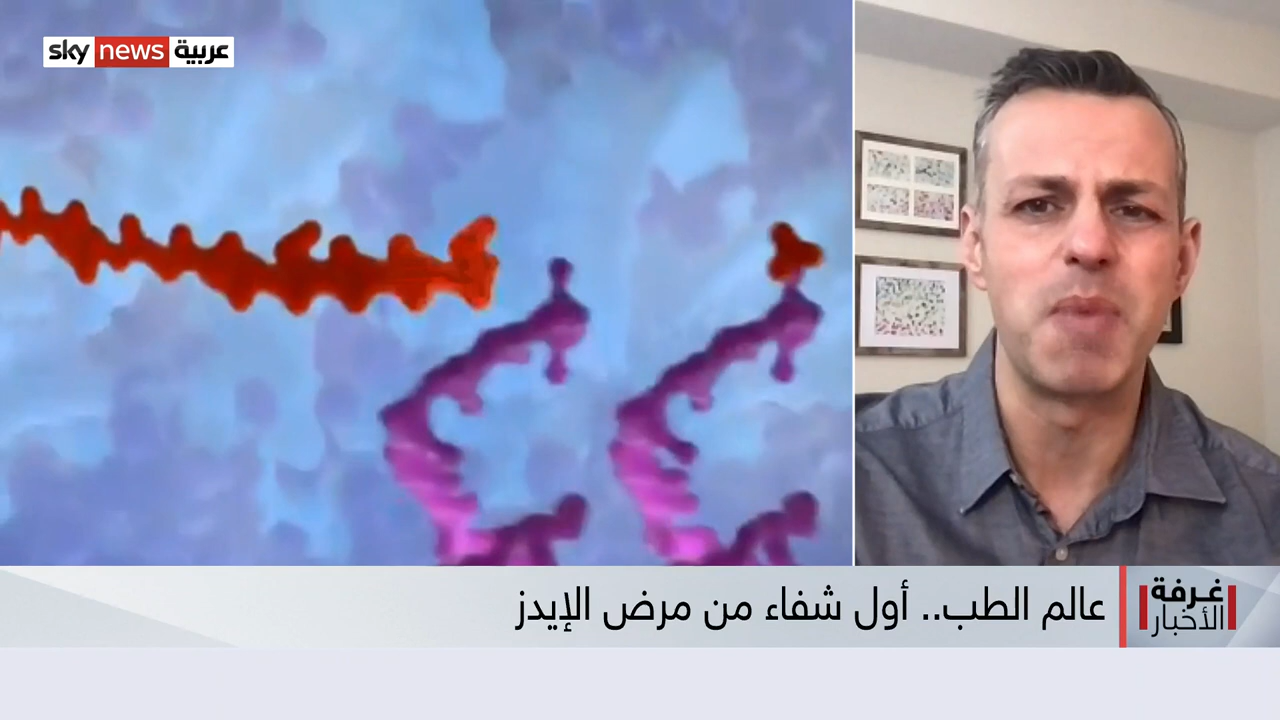 sky news عربية
عالم الطب.. أول شفاء من مرض الإيدز
غرفة
الأخبار